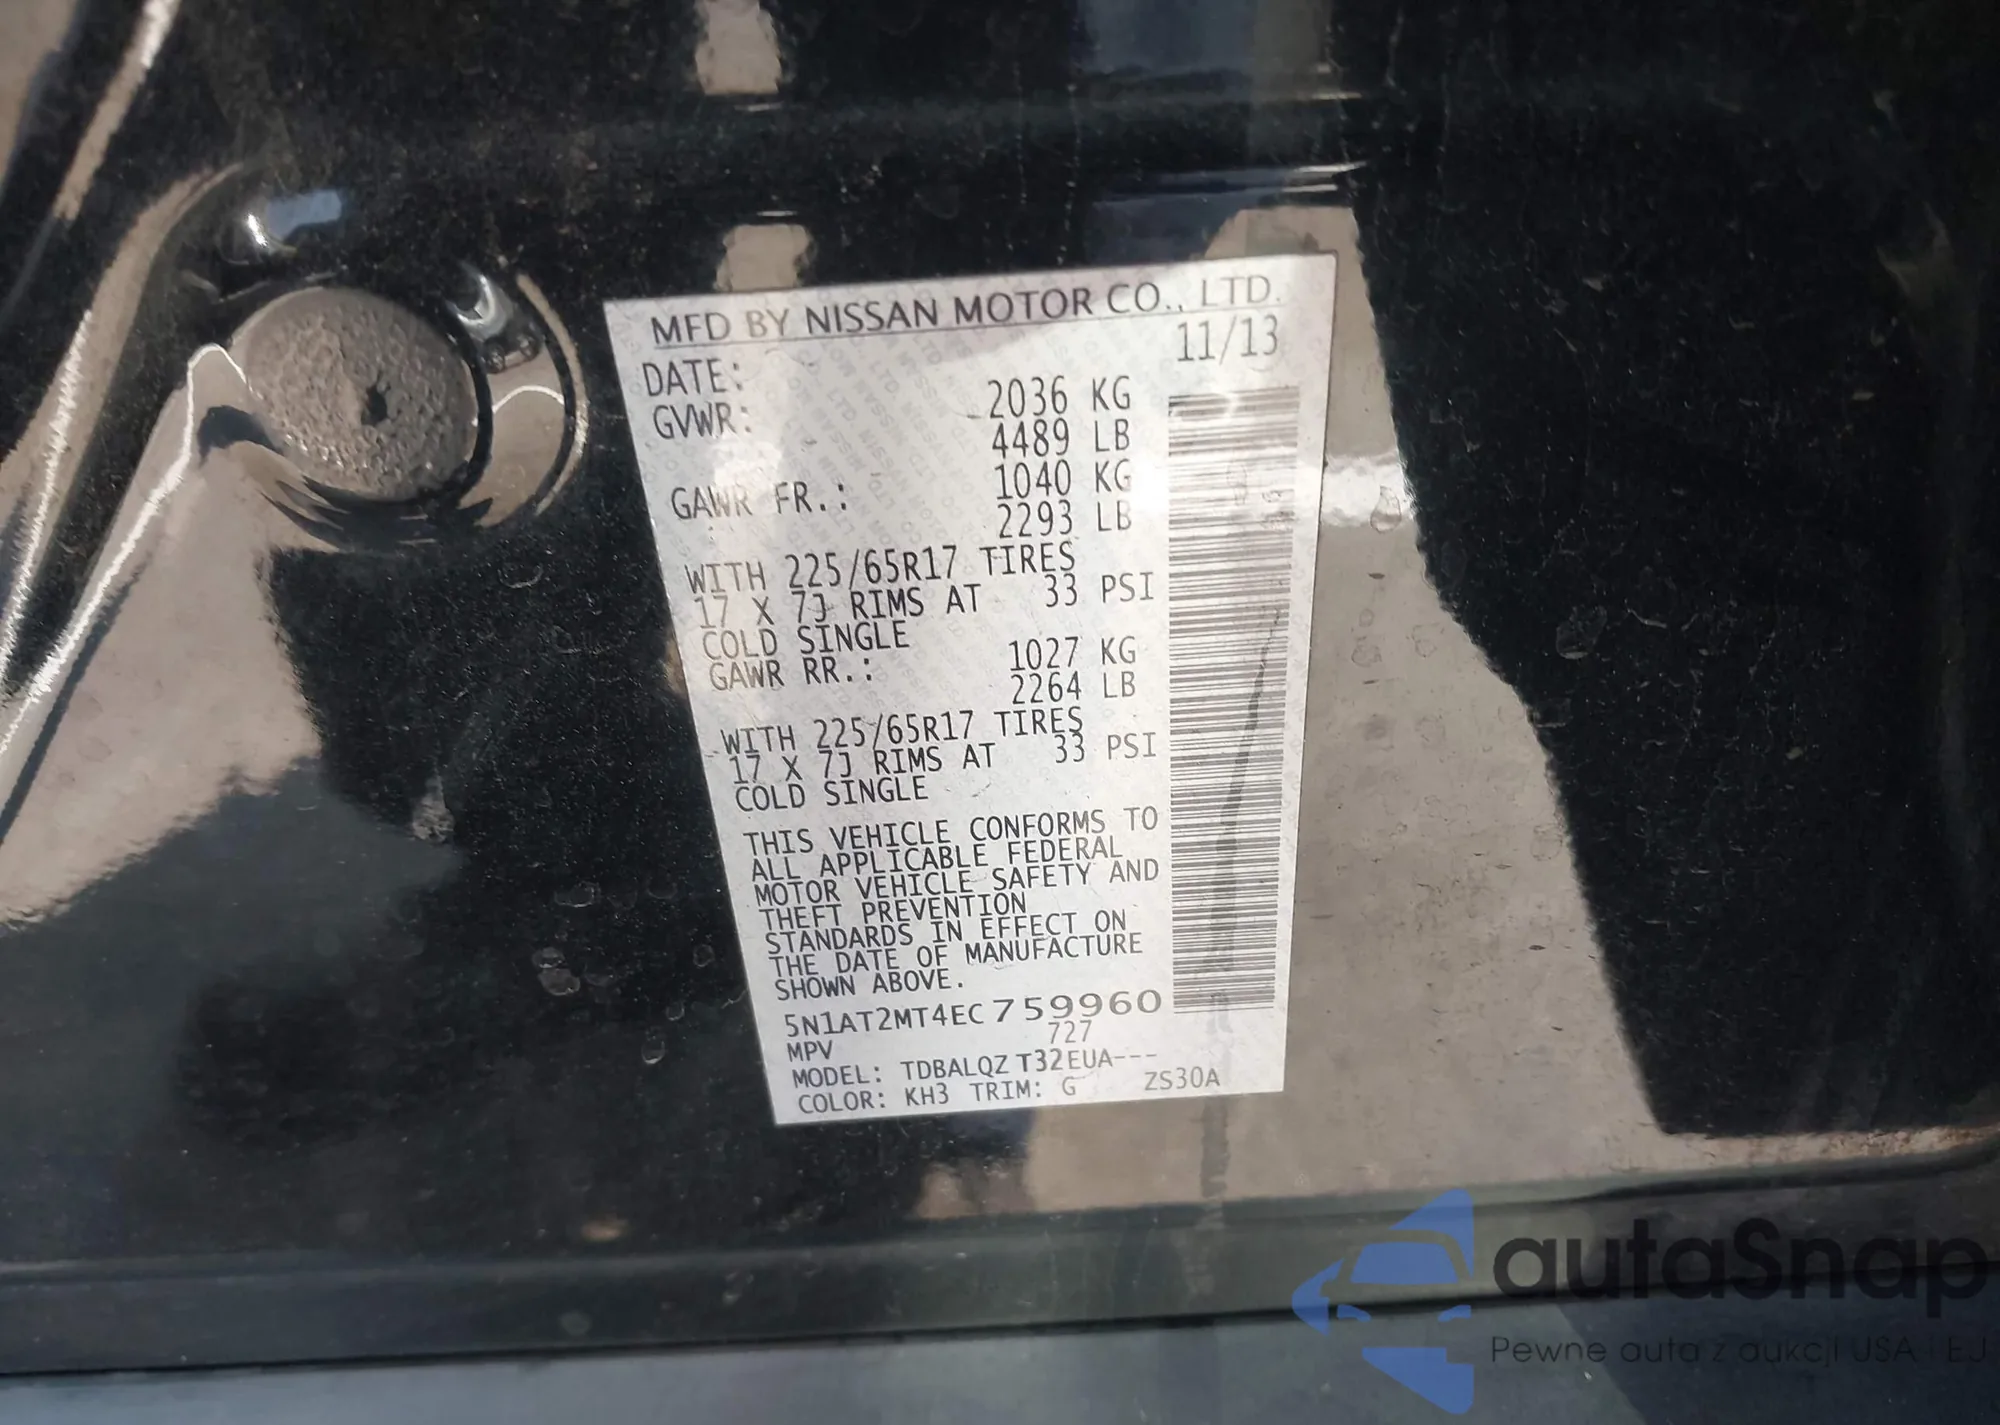 MFD BY NISSAN MOTOR CO., LTD.
DATE: 11/13
GVWR: 2036 KG
4489 LB
GAWR FR.: 1040 KG
2293 LB
WITH 225/65R17 TIRES
17 X 7J RIMS AT 33 PSI
COLD SINGLE
GAWR RR.: 1027 KG
2264 LB
WITH 225/65R17 TIRES
17 X 7J RIMS AT 33 PSI
COLD SINGLE
THIS VEHICLE CONFORMS TO
ALL APPLICABLE FEDERAL
MOTOR VEHICLE SAFETY AND
THEFT PREVENTION
STANDARDS IN EFFECT ON
THE DATE OF MANUFACTURE
SHOWN ABOVE.
5N1AT2MT4EC759960
MPV 727
MODEL: TDBALQZ T32EUA---
COLOR: KH3 TRIM: G ZS30A
autaSnap
Pewne auta z aukcji USA i EU